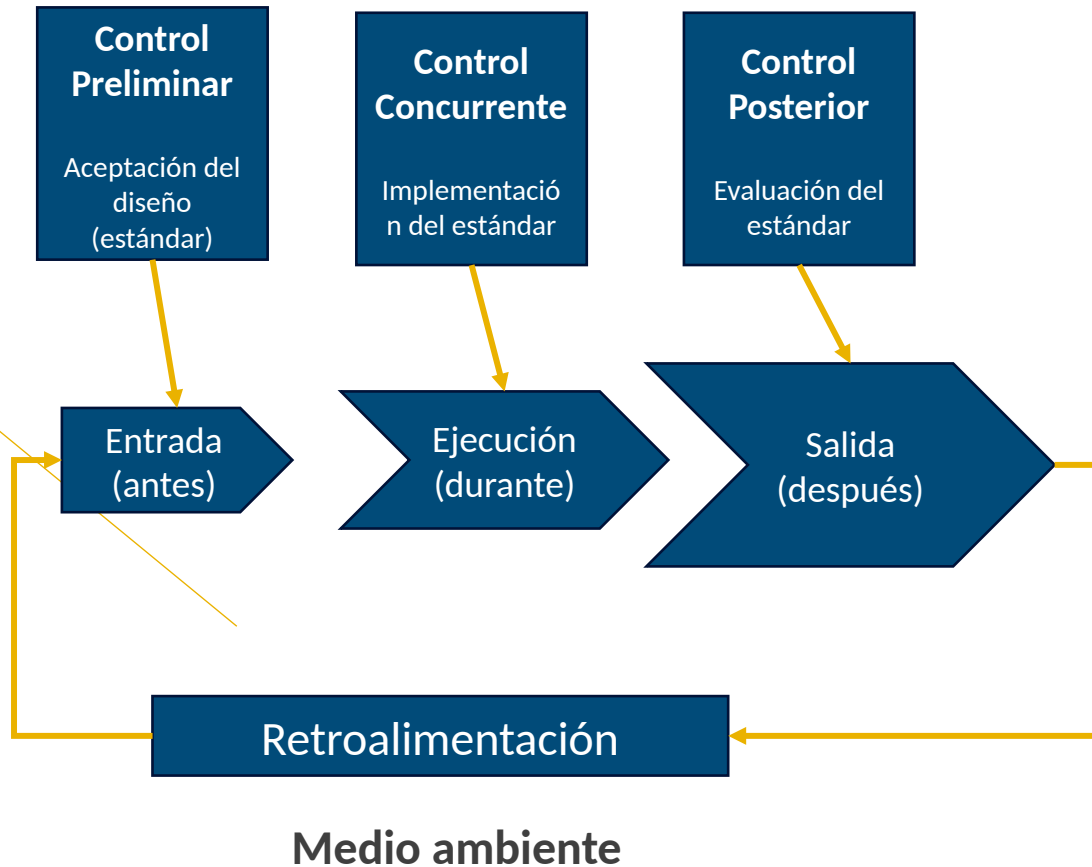 Control
Preliminar
Aceptación del
diseño
(estándar)
Control
Concurrente
Implementació
n del estándar
Control
Posterior
Evaluación del
estándar
Entrada
(antes)
Ejecución
(durante)
Salida
(después)
Retroalimentación
Medio ambiente